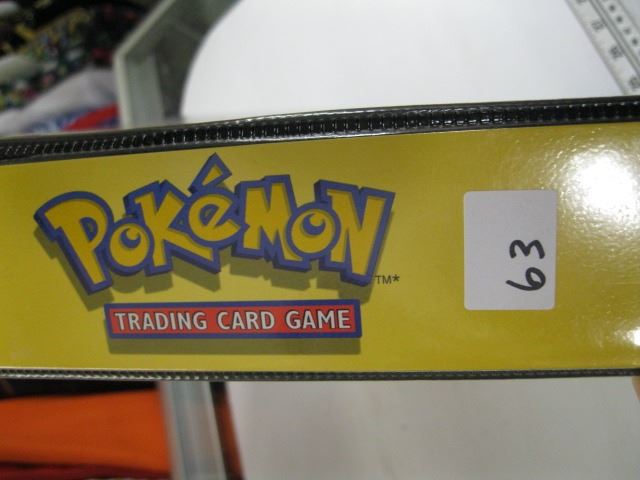 POKéMON
TM*
TRADING CARD GAME
63